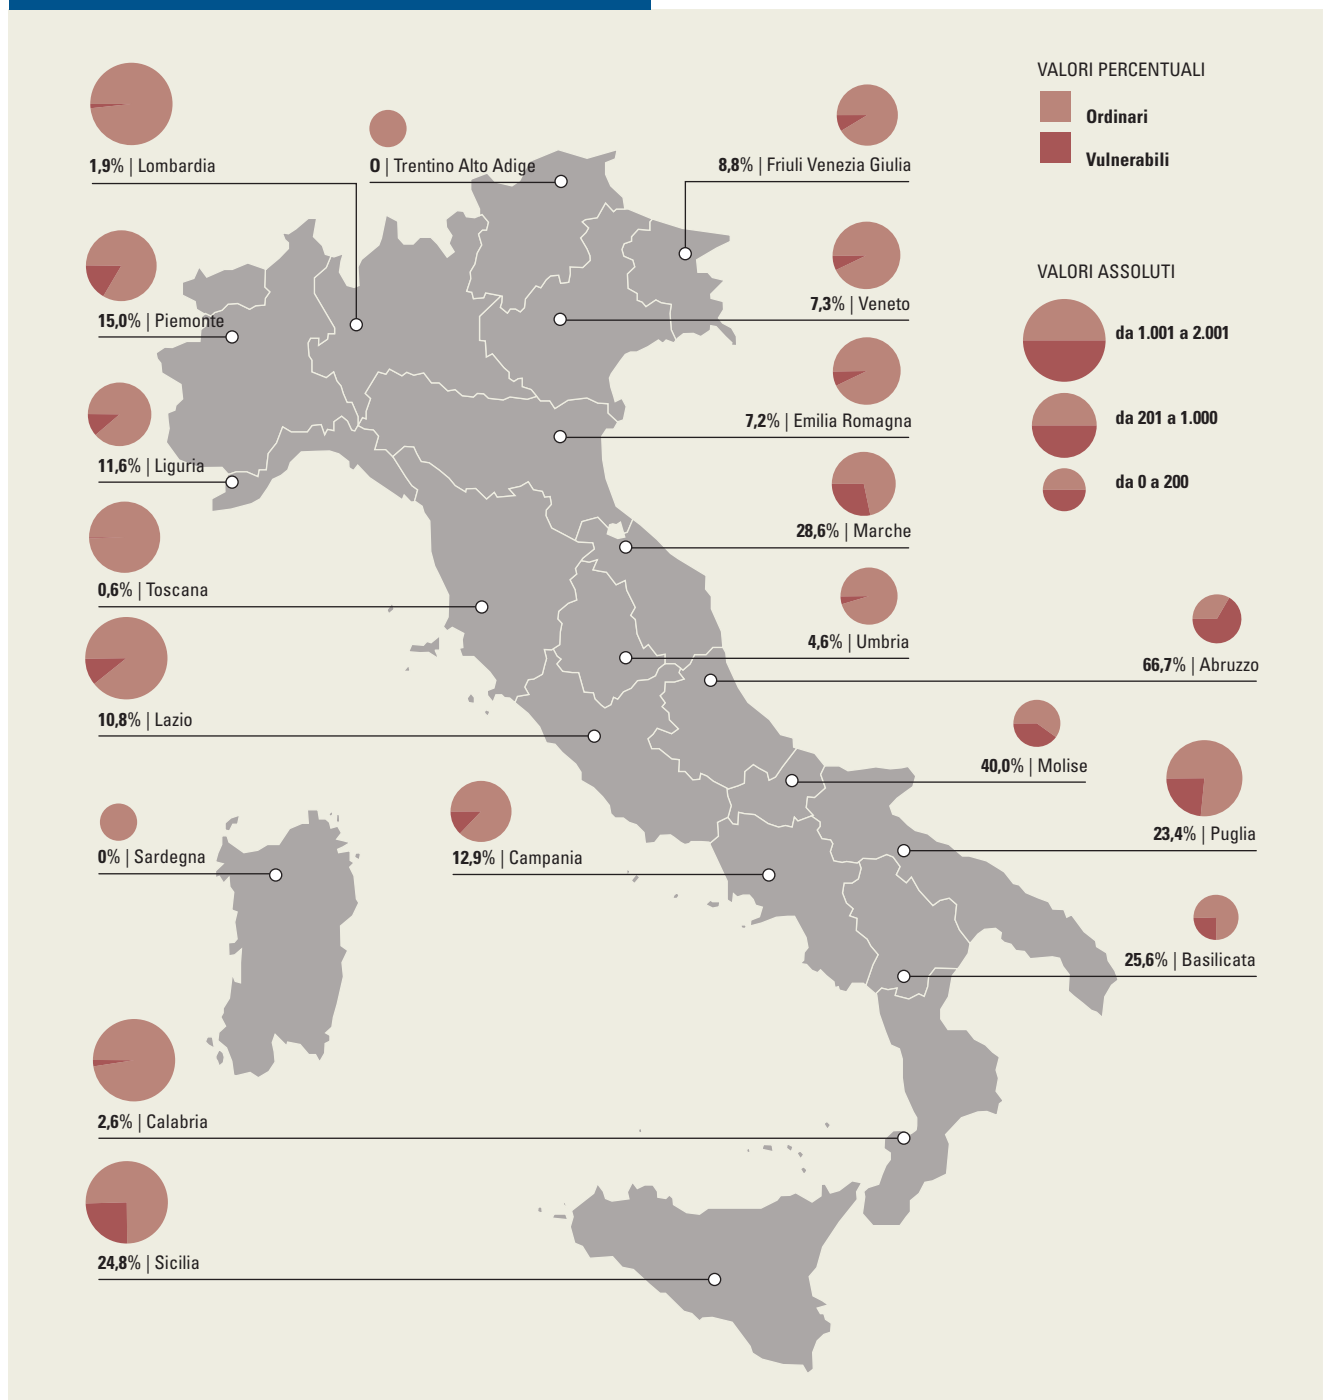 VALORI PERCENTUALI
Ordinari
Vulnerabili
1,9% | Lombardia
0 | Trentino Alto Adige
8,8% | Friuli Venezia Giulia
VALORI ASSOLUTI
da 1.001 a 2.001
da 201 a 1.000
da 0 a 200
15,0% | Piemonte
7,3% | Veneto
7,2% | Emilia Romagna
11,6% | Liguria
28,6% | Marche
0,6% | Toscana
4,6% | Umbria
66,7% | Abruzzo
10,8% | Lazio
40,0% | Molise
23,4% | Puglia
0% | Sardegna
12,9% | Campania
25,6% | Basilicata
2,6% | Calabria
24,8% | Sicilia